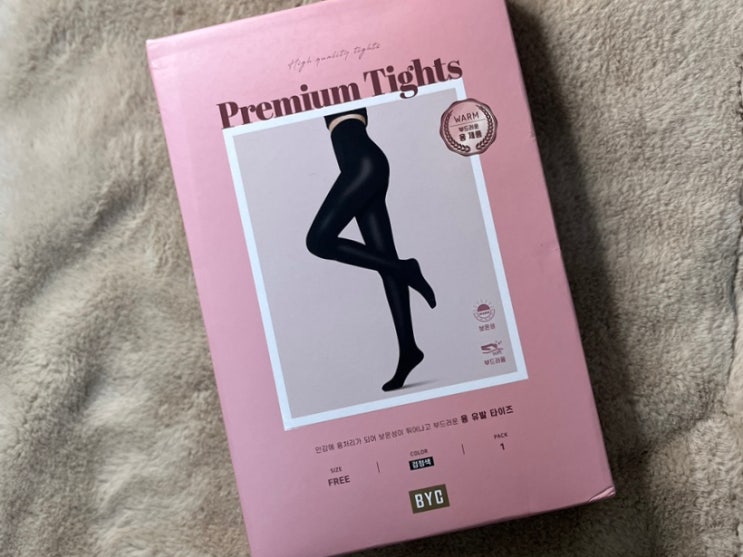 High quality tights
Premium Tights
WARM
부드러운
융 제품
보온성
부드러움
안감에 융처리가 되어 보온성이 뛰어나고 부드러운 융 유발 타이즈
SIZE
FREE
COLOR
검정색
PACK
1
BYC